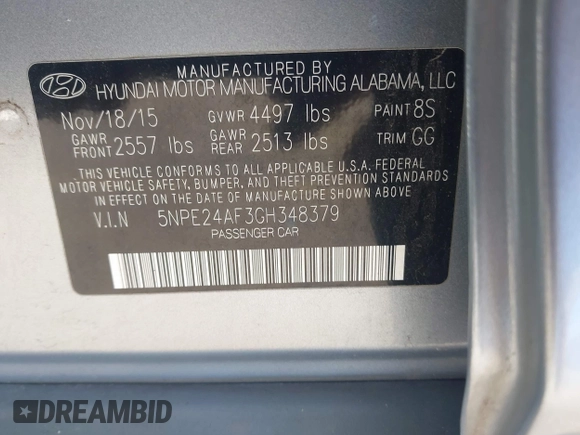 MANUFACTURED BY
HYUNDAI MOTOR MANUFACTURING ALABAMA, LLC
Nov/18/15 GVWR 4497 lbs PAINT 8S
GAWR FRONT 2557 lbs GAWR REAR 2513 lbs TRIM GG
THIS VEHICLE CONFORMS TO ALL APPLICABLE U.S.A. FEDERAL
MOTOR VEHICLE SAFETY, BUMPER, AND THEFT PREVENTION STANDARDS
IN EFFECT ON THE DATE OF MANUFACTURE SHOWN ABOVE.
V.I.N 5NPE24AF3GH348379
PASSENGER CAR
DREAMBID